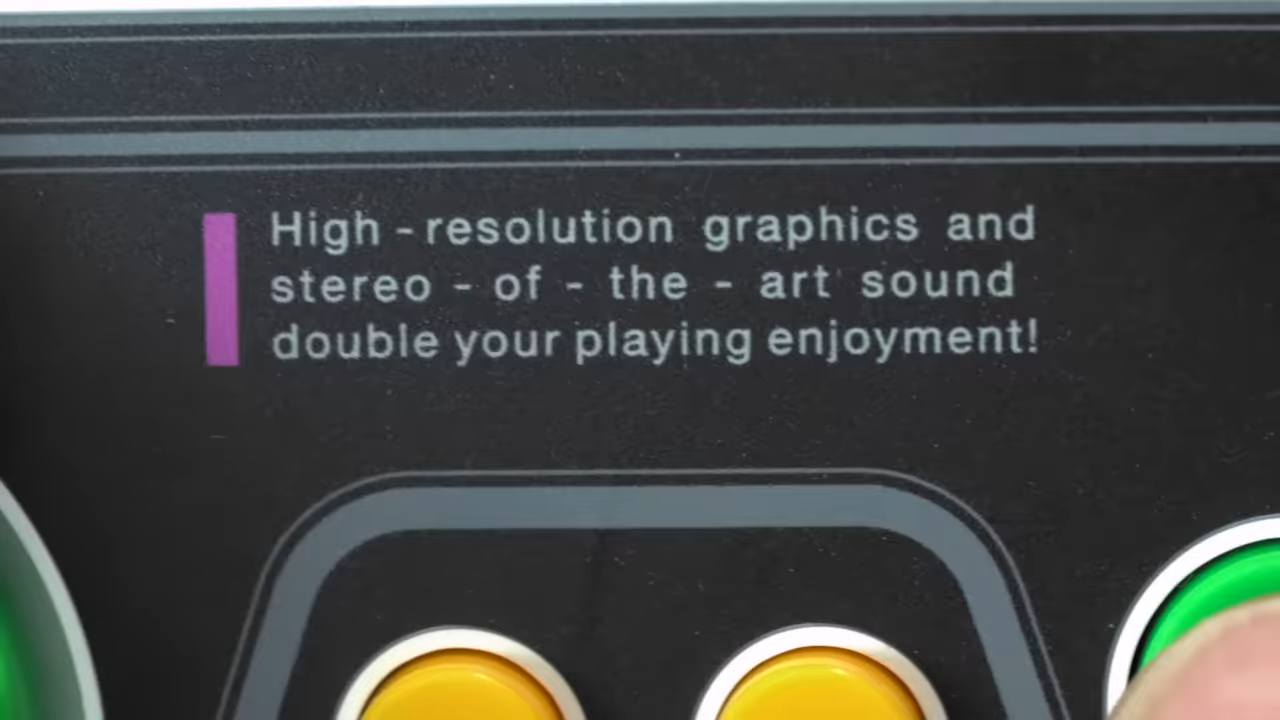 High - resolution graphics and
stereo - of - the - art sound
double your playing enjoyment!